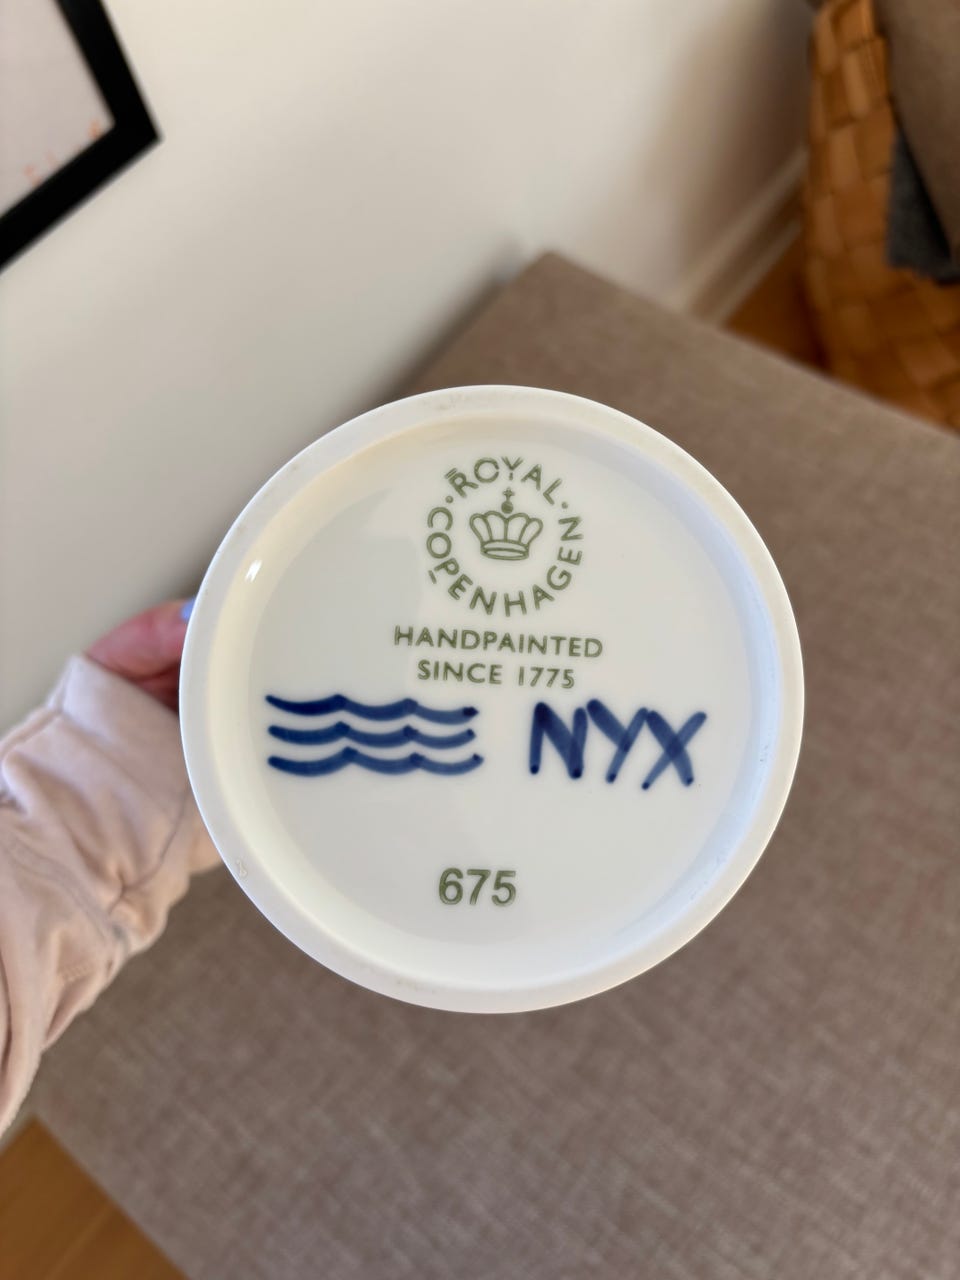 ROYAL COPENHAGEN
HANDPAINTED
SINCE 1775
NYX
675